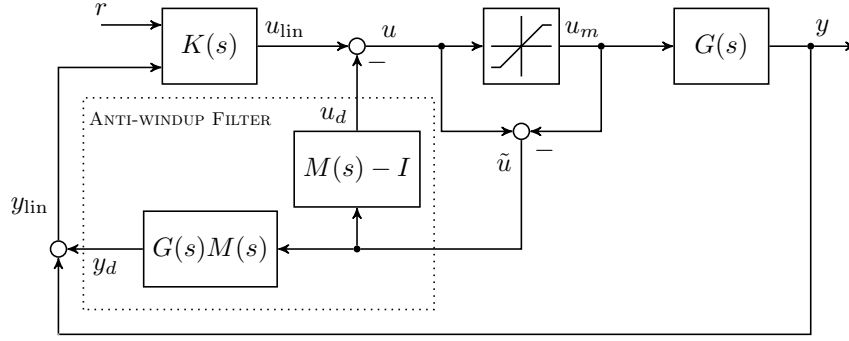 r
K(s)
u_lin
−
u
u_m
G(s)
y
ANTI-WINDUP FILTER
u_d
M(s) − I
ũ
−
y_lin
y_d
G(s)M(s)